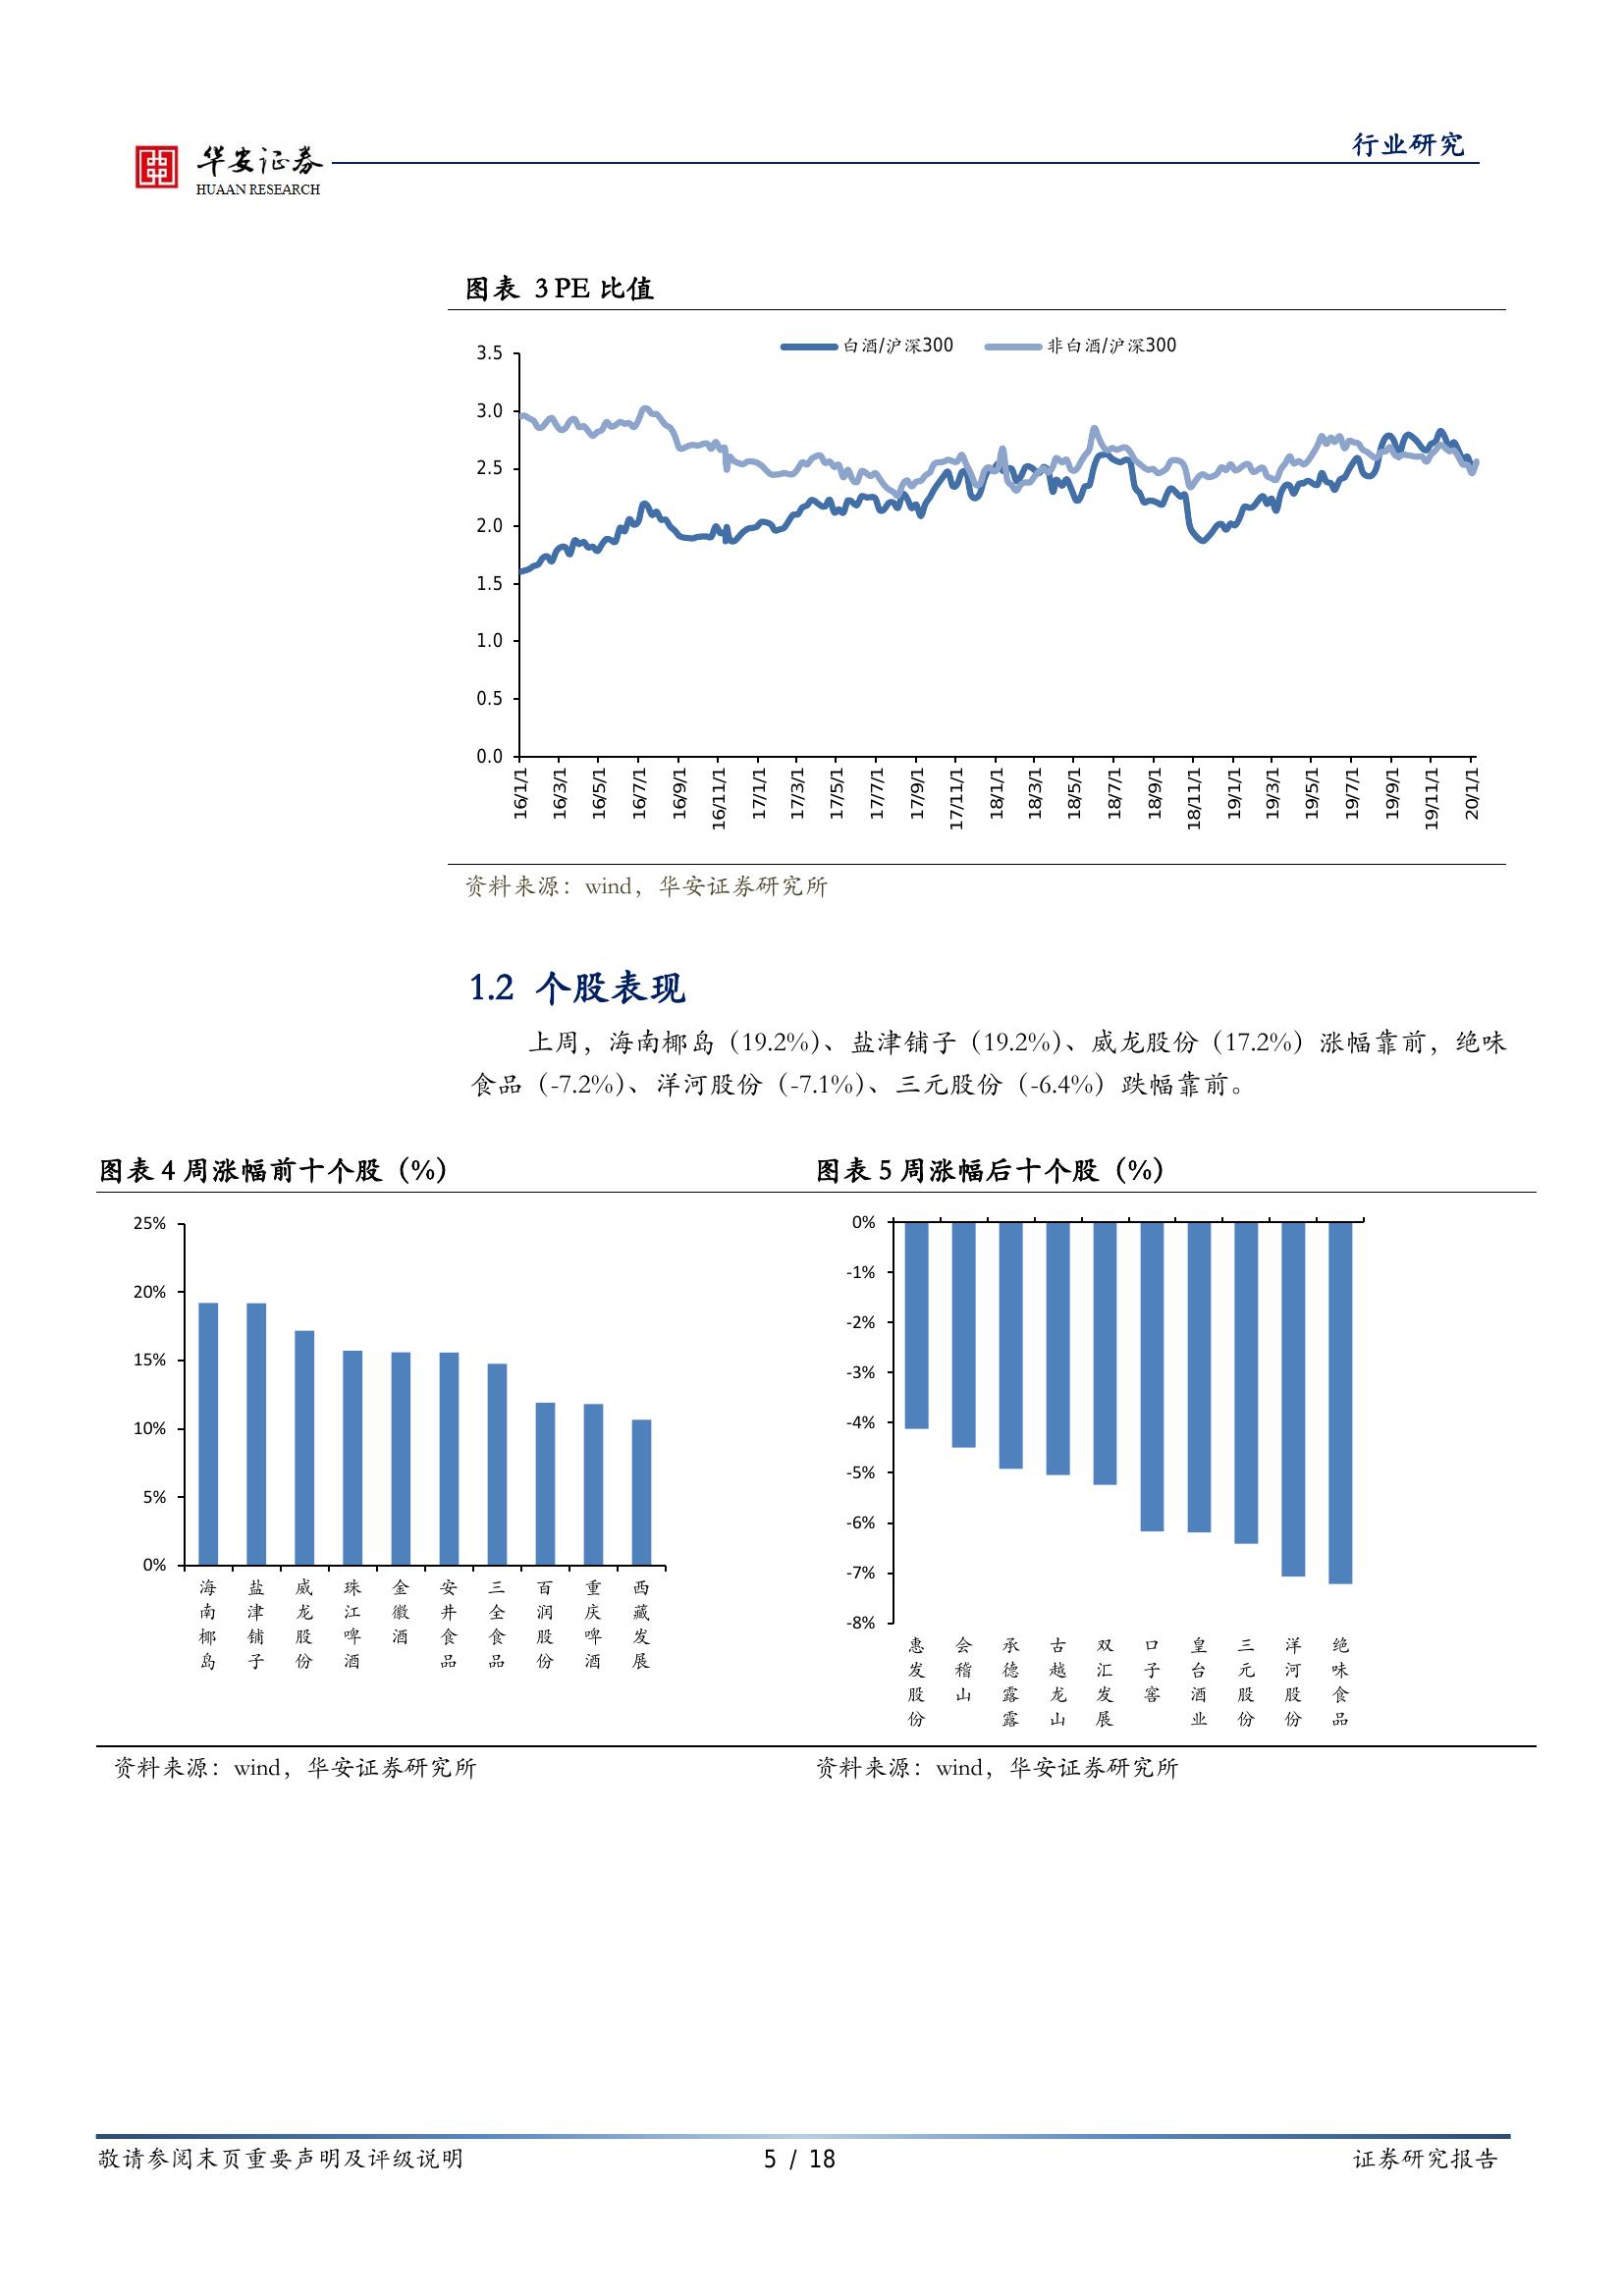 华安证券
HUAAN RESEARCH
行业研究
图表 3 PE 比值
白酒/沪深300 非白酒/沪深300
3.5
3.0
2.5
2.0
1.5
1.0
0.5
0.0
16/1/1 16/3/1 16/5/1 16/7/1 16/9/1 16/11/1 17/1/1 17/3/1 17/5/1 17/7/1 17/9/1 17/11/1 18/1/1 18/3/1 18/5/1 18/7/1 18/9/1 18/11/1 19/1/1 19/3/1 19/5/1 19/7/1 19/9/1 19/11/1 20/1/1
资料来源：wind，华安证券研究所
1.2 个股表现
上周，海南椰岛（19.2%）、盐津铺子（19.2%）、威龙股份（17.2%）涨幅靠前，绝味
食品（-7.2%）、洋河股份（-7.1%）、三元股份（-6.4%）跌幅靠前。
图表 4 周涨幅前十个股（%）
25%
20%
15%
10%
5%
0%
海南椰岛 盐津铺子 威龙股份 珠江啤酒 金徽酒 安井食品 三全食品 百润股份 重庆啤酒 西藏发展
资料来源：wind，华安证券研究所
图表 5 周涨幅后十个股（%）
0%
-1%
-2%
-3%
-4%
-5%
-6%
-7%
-8%
惠发股份 会稽山 承德露露 古越龙山 双汇发展 口子窖 皇台酒业 三元股份 洋河股份 绝味食品
资料来源：wind，华安证券研究所
敬请参阅末页重要声明及评级说明 5 / 18 证券研究报告